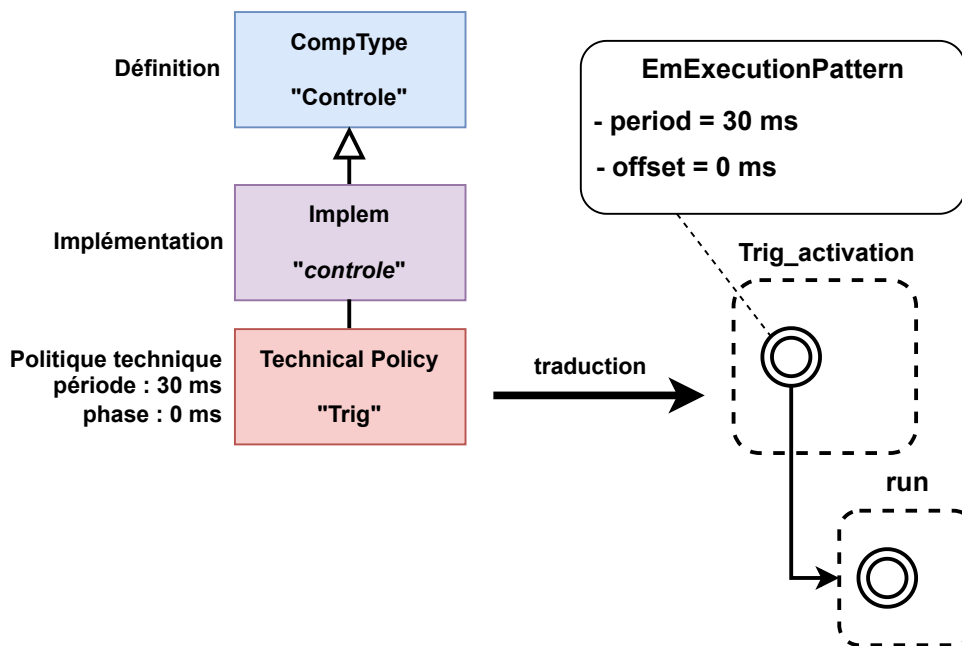 CompType
"Controle"
Définition
Implem
"controle"
Implémentation
Technical Policy
"Trig"
Politique technique
période : 30 ms
phase : 0 ms
traduction
EmExecutionPattern
- period = 30 ms
- offset = 0 ms
Trig_activation
run